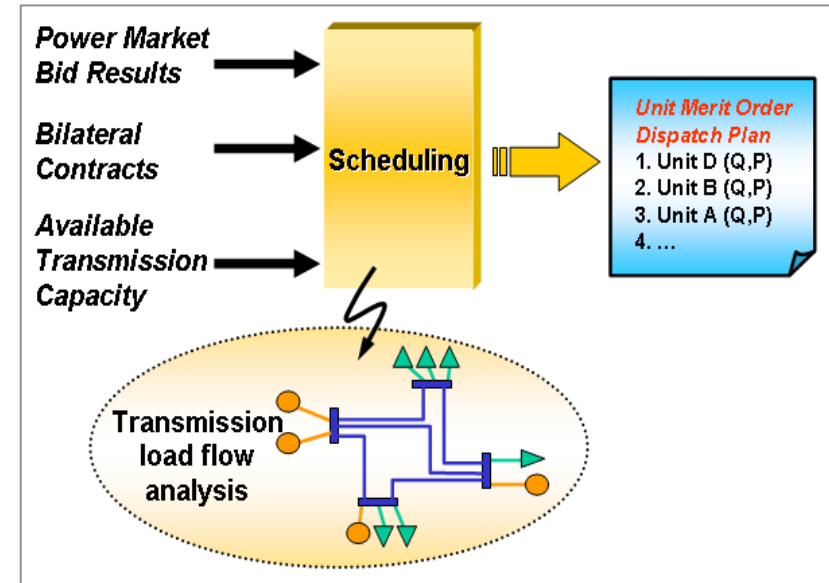 Power Market
Bid Results
Bilateral
Contracts
Available
Transmission
Capacity
Scheduling
Unit Merit Order
Dispatch Plan
1. Unit D (Q,P)
2. Unit B (Q,P)
3. Unit A (Q,P)
4. ...
Transmission
load flow
analysis